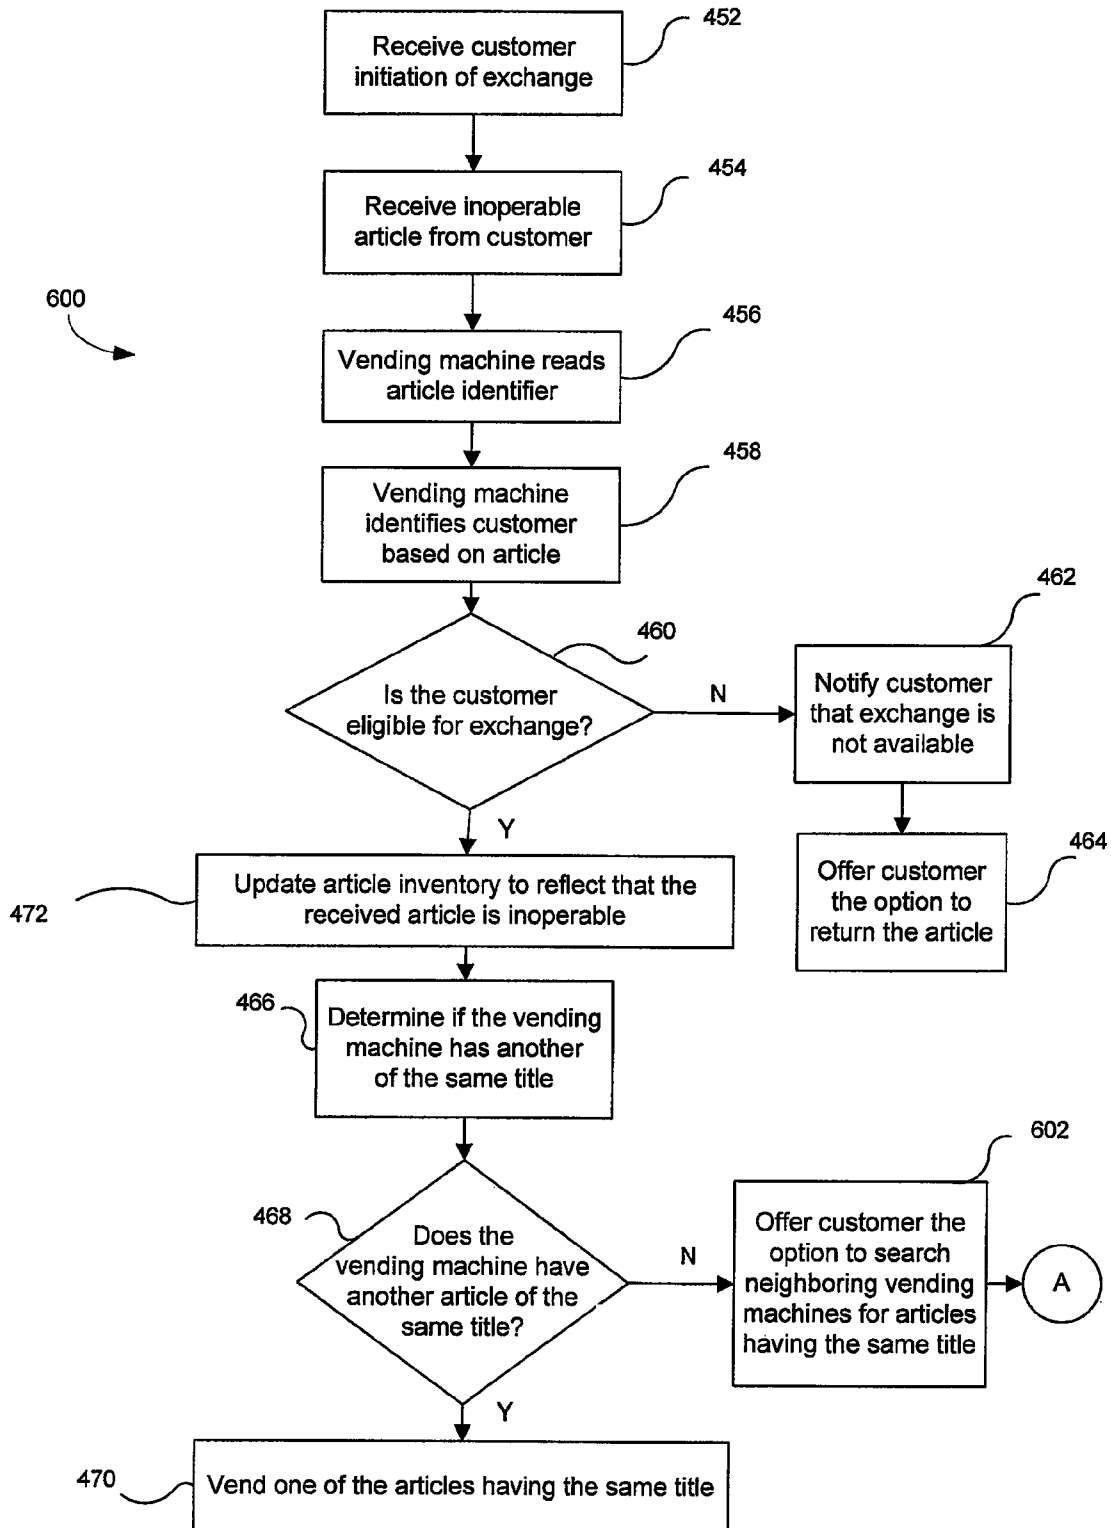 452
Receive customer
initiation of exchange
454
Receive inoperable
article from customer
600
456
Vending machine reads
article identifier
458
Vending machine
identifies customer
based on article
460
Is the customer
eligible for exchange?
N
462
Notify customer
that exchange is
not available
Y
464
Offer customer
the option to
return the article
472
Update article inventory to reflect that the
received article is inoperable
466
Determine if the vending
machine has another
of the same title
468
Does the
vending machine have
another article of the
same title?
N
602
Offer customer the
option to search
neighboring vending
machines for articles
having the same title
A
Y
470
Vend one of the articles having the same title